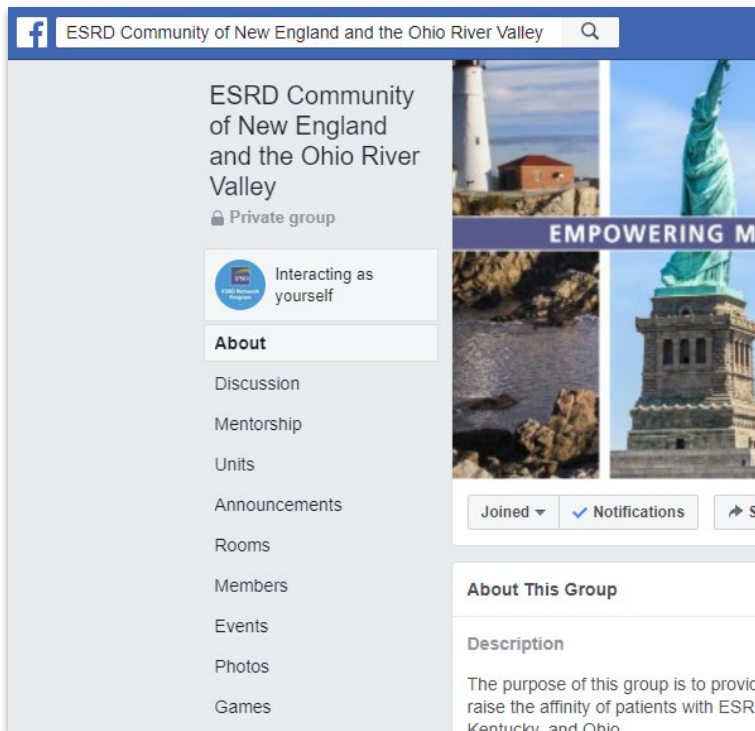 ESRD Community of New England and the Ohio River Valley
ESRD Community
of New England
and the Ohio River
Valley
Private group
Interacting as
yourself
About
Discussion
Mentorship
Units
Announcements
Rooms
Members
Events
Photos
Games
EMPOWERING M
Joined
Notifications
S
About This Group
Description
The purpose of this group is to provid
raise the affinity of patients with ESR
Kentucky, and Ohio